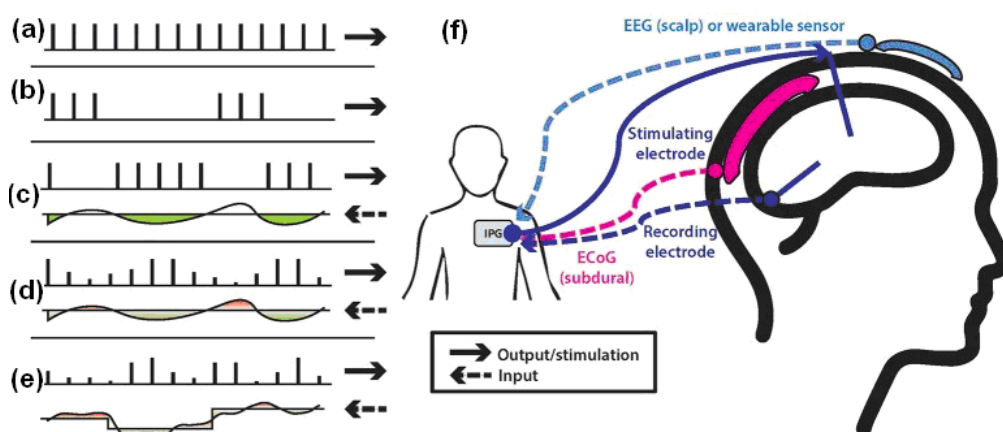 (a)
(b)
(c)
(d)
(e)
(f)
EEG (scalp) or wearable sensor
Stimulating
electrode
IPG
Recording
electrode
ECoG
(subdural)
Output/stimulation
Input